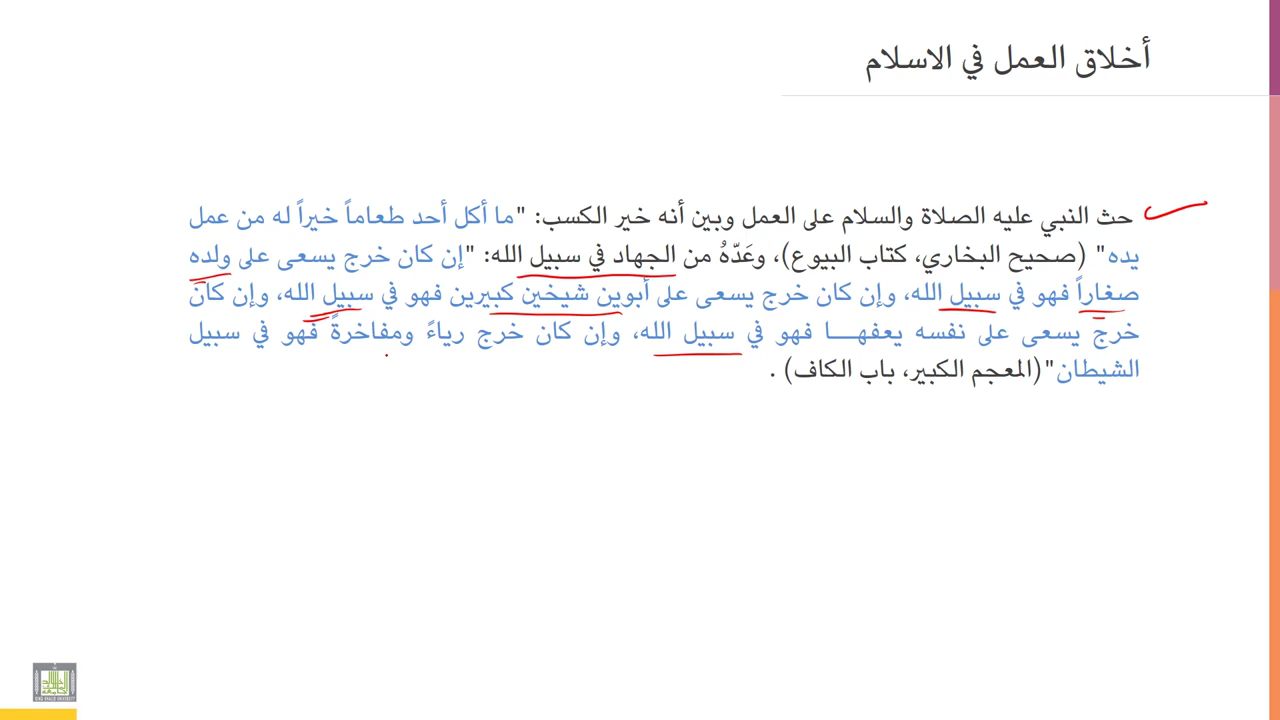 أخلاق العمل في الاسلام
حث النبي عليه الصلاة والسلام على العمل وبين أنه خير الكسب: "ما أكل أحد طعاماً خيراً له من عمل
يده" (صحيح البخاري، كتاب البيوع)، وعَدّهُ من الجهاد في سبيل الله: "إن كان خرج يسعى على ولده
صغاراً فهو في سبيل الله، وإن كان خرج يسعى على أبوين شيخين كبيرين فهو في سبيل الله، وإن كان
خرج يسعى على نفسه يعفهـــا فهو في سبيل الله، وإن كان خرج رياءً ومفاخرةً فهو في سبيل
الشيطان"(المعجم الكبير، باب الكاف) .